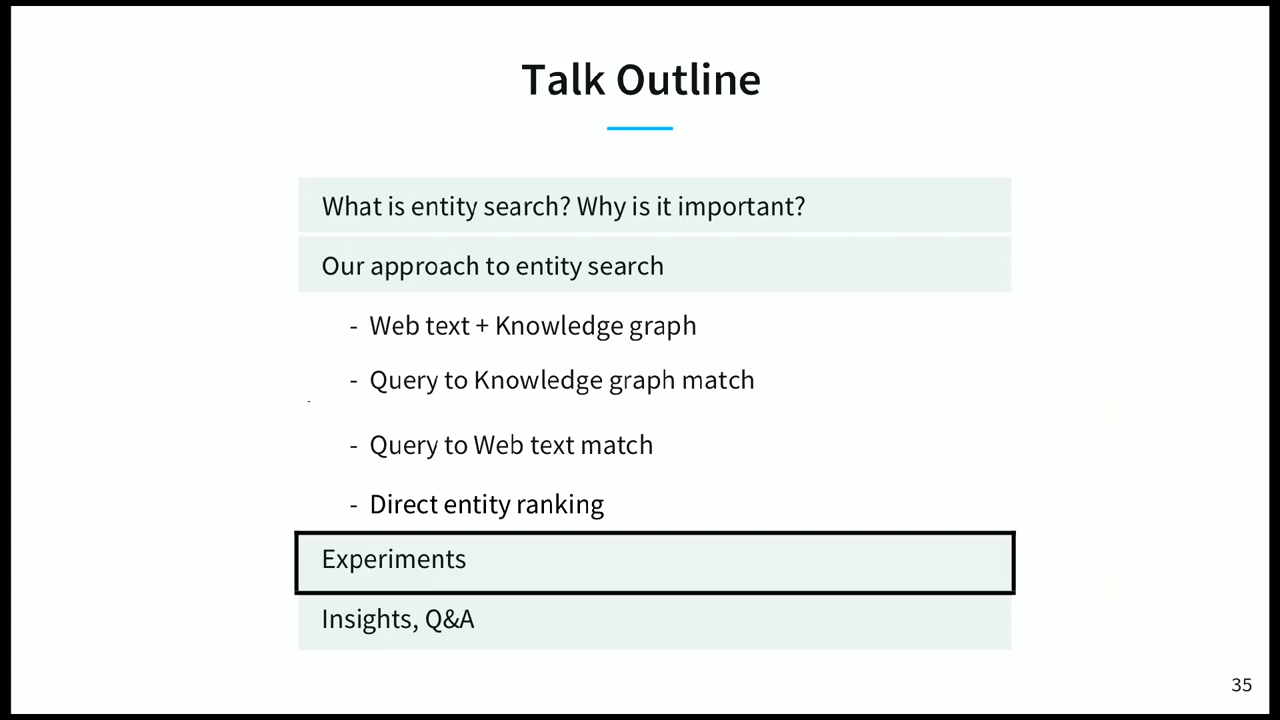 Talk Outline
What is entity search? Why is it important?
Our approach to entity search
- Web text + Knowledge graph
- Query to Knowledge graph match
- Query to Web text match
- Direct entity ranking
Experiments
Insights, Q&A
35